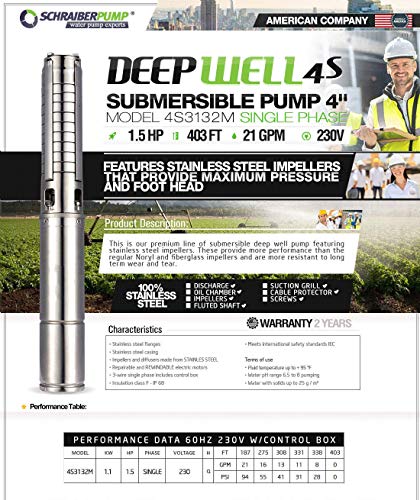 SCHRAIBERPUMP®
water pump experts
AMERICAN COMPANY
DEEP WELL 4S
SUBMERSIBLE PUMP 4"
MODEL 4S3132M SINGLE PHASE
1.5 HP 403 FT 21 GPM 230V
FEATURES STAINLESS STEEL IMPELLERS
THAT PROVIDE MAXIMUM PRESSURE
AND FOOT HEAD
Product Description:
This is our premium line of submersible deep well pump featuring
stainless steel impellers. These provide more performance than the
regular Noryl and fiberglass impellers and are more resistant to long
term wear and tear.
100%
STAINLESS
STEEL
DISCHARGE
OIL CHAMBER
IMPELLERS
FLUTED SHAFT
SUCTION GRILL
CABLE PROTECTOR
SCREWS
Characteristics
WARRANTY 2 YEARS
- Stainless steel flanges
- Stainless steel casing
- Impellers and diffusers made from STAINLES STEEL
- Repairable and REWINDABLE electric motors
- 3-wire single phase includes control box
- Insulation class F - IP 68
- Meets international safety standards IEC
Terms of use
- Fluid temperature up to + 95 °F
- Water pH range 6.5 to 8 pumping
- Water with solids up to 25 g / m³
Performance Table:
PERFORMANCE DATA 60HZ 230V W/CONTROL BOX
MODEL KW HP PHASE VOLTAGE H FT 187 275 308 331 338 403
4S3132M 1.1 1.5 SINGLE 230 Q GPM 21 16 13 11 8 0
PSI 94 55 41 91 28 0